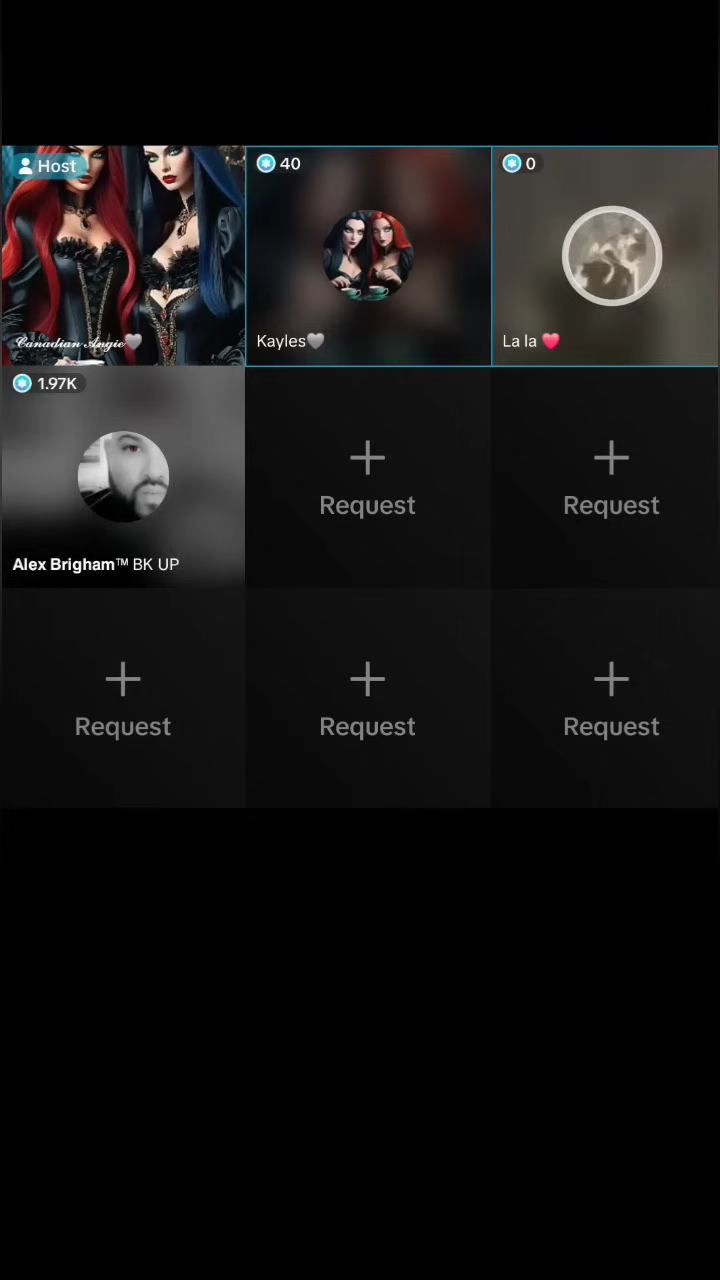 Host
40
0
𝓒𝓪𝓷𝓪𝓭𝓲𝓪𝓷 𝓐𝓷𝓰𝓲𝓮🩶
Kayles🩶
La la ❤️
1.97K
Request
Request
Alex Brigham™ BK UP
Request
Request
Request